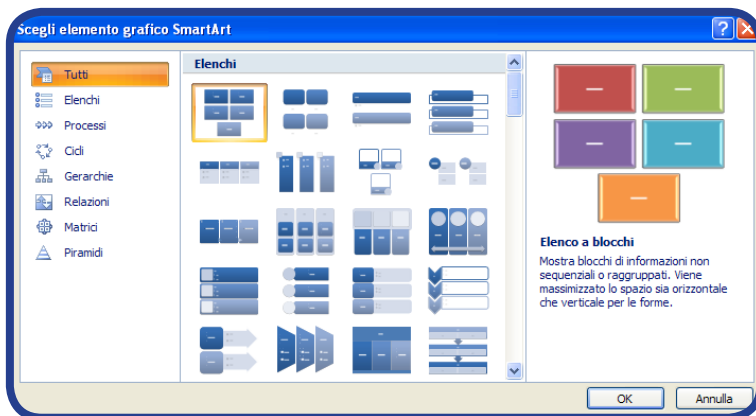 Scegli elemento grafico SmartArt
Tutti
Elenchi
Processi
Cicli
Gerarchie
Relazioni
Matrici
Piramidi
Elenchi
Elenco a blocchi
Mostra blocchi di informazioni non
sequenziali o raggruppati. Viene
massimizzato lo spazio sia orizzontale
che verticale per le forme.
OK
Annulla